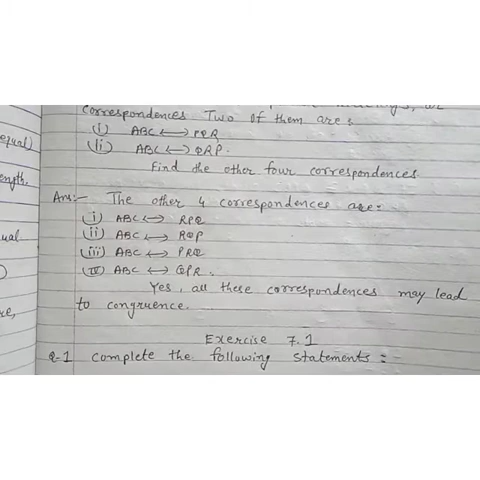 equal)
ength.
ual
correspondences Two of them are:
(i) ABC ⟷ PQR
(ii) ABC ⟷ QRP.
Find the other four correspondences.
Ans:- The other 4 correspondences are:
(i) ABC ⟷ RPQ
(ii) ABC ⟷ RQP
(iii) ABC ⟷ PRQ
(iv) ABC ⟷ QPR.
Yes, all these correspondences may lead
to congruence.
Exercise 7.1
Q-1 complete the following statements: